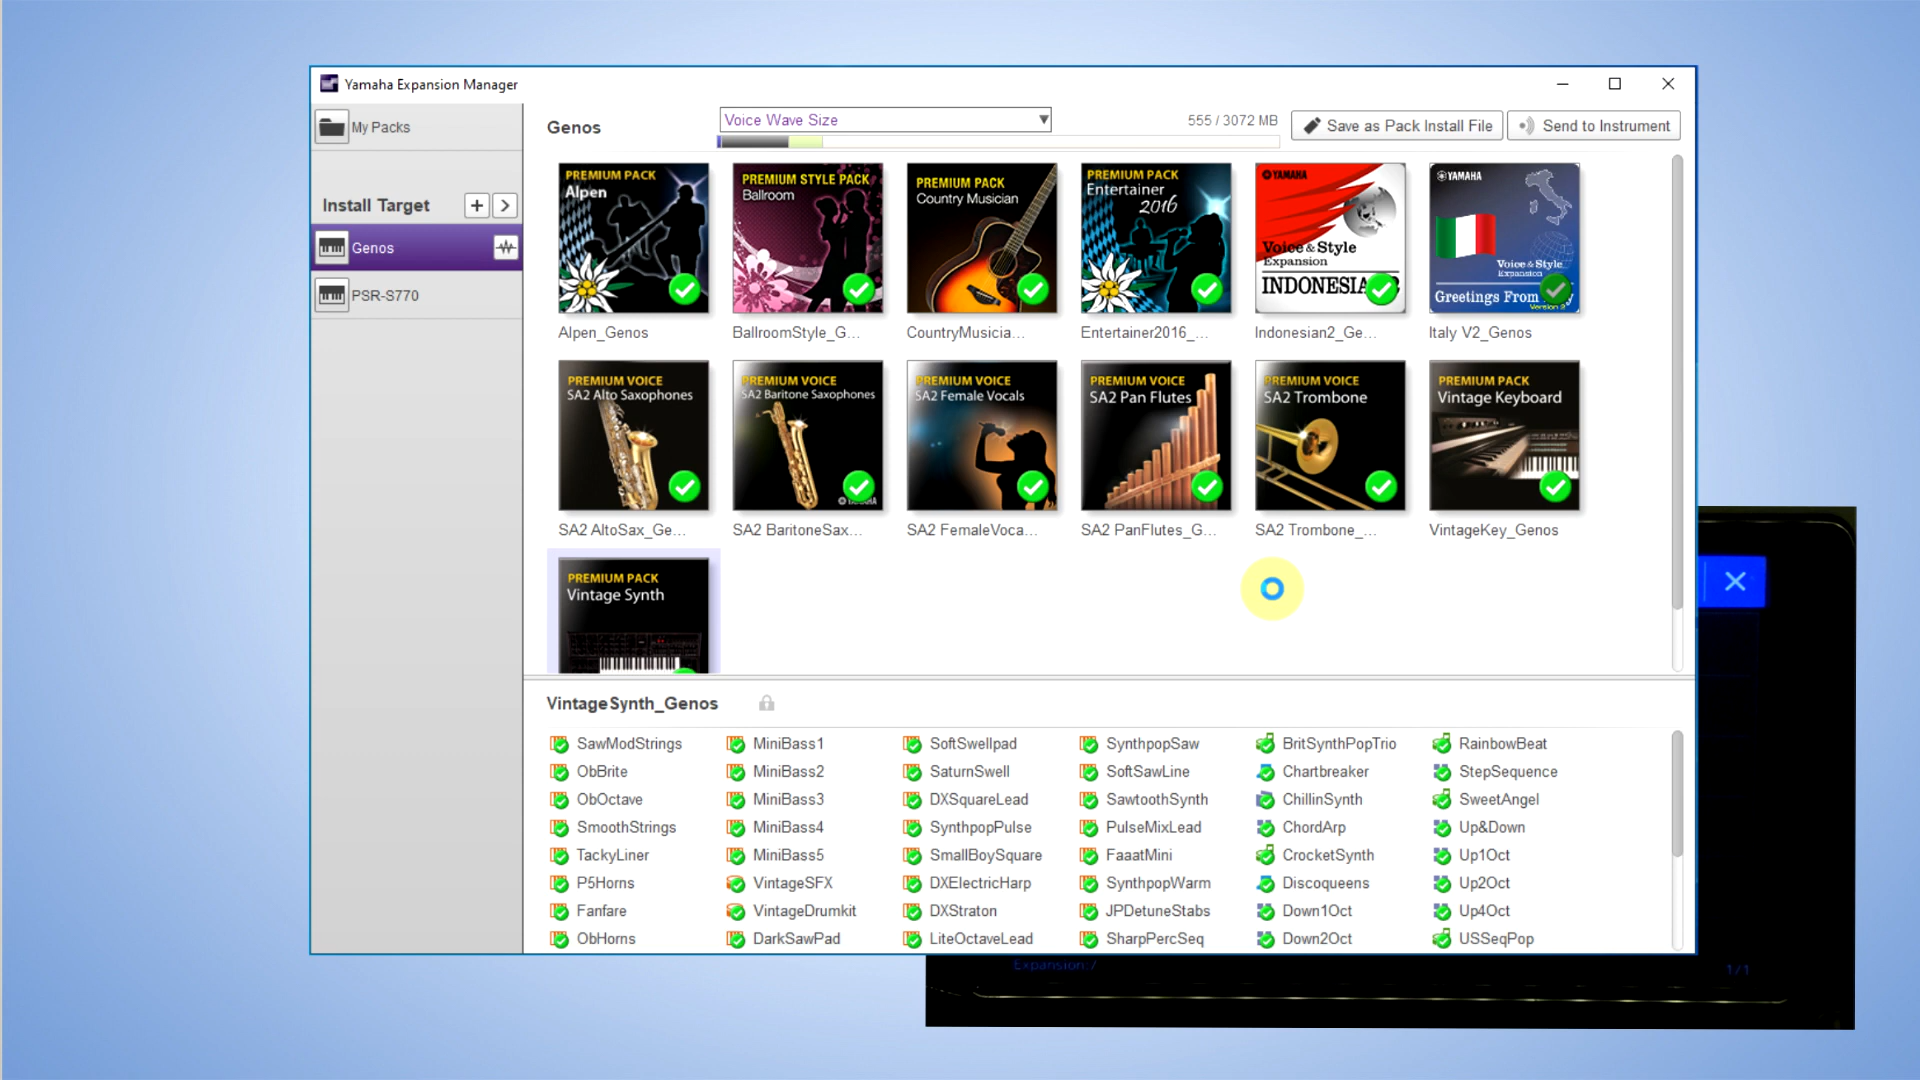 Yamaha Expansion Manager
My Packs
Install Target
Genos
PSR-S770
Genos
Voice Wave Size
555 / 3072 MB
Save as Pack Install File
Send to Instrument
PREMIUM PACK
Alpen
PREMIUM STYLE PACK
Ballroom
PREMIUM PACK
Country Musician
PREMIUM PACK
Entertainer
2016
YAMAHA
Voice & Style
Expansion
INDONESIA
YAMAHA
Voice & Style
Expansion
Greetings From
Version 2
Alpen_Genos
BallroomStyle_G...
CountryMusicia...
Entertainer2016_...
Indonesian2_Ge...
Italy V2_Genos
PREMIUM VOICE
SA2 Alto Saxophones
PREMIUM VOICE
SA2 Baritone Saxophones
YAMAHA
PREMIUM VOICE
SA2 Female Vocals
PREMIUM VOICE
SA2 Pan Flutes
PREMIUM VOICE
SA2 Trombone
PREMIUM PACK
Vintage Keyboard
SA2 AltoSax_Ge...
SA2 BaritoneSax...
SA2 FemaleVoca...
SA2 PanFlutes_G...
SA2 Trombone_...
VintageKey_Genos
PREMIUM PACK
Vintage Synth
VintageSynth_Genos
SawModStrings MiniBass1 SoftSwellpad SynthpopSaw BritSynthPopTrio RainbowBeat
ObBrite MiniBass2 SaturnSwell SoftSawLine Chartbreaker StepSequence
ObOctave MiniBass3 DXSquareLead SawtoothSynth ChillinSynth SweetAngel
SmoothStrings MiniBass4 SynthpopPulse PulseMixLead ChordArp Up&Down
TackyLiner MiniBass5 SmallBoySquare FaaatMini CrocketSynth Up1Oct
P5Horns VintageSFX DXElectricHarp SynthpopWarm Discoqueens Up2Oct
Fanfare VintageDrumkit DXStraton JPDetuneStabs Down1Oct Up4Oct
ObHorns DarkSawPad LiteOctaveLead SharpPercSeq Down2Oct USSeqPop
Expansion:/
1/1